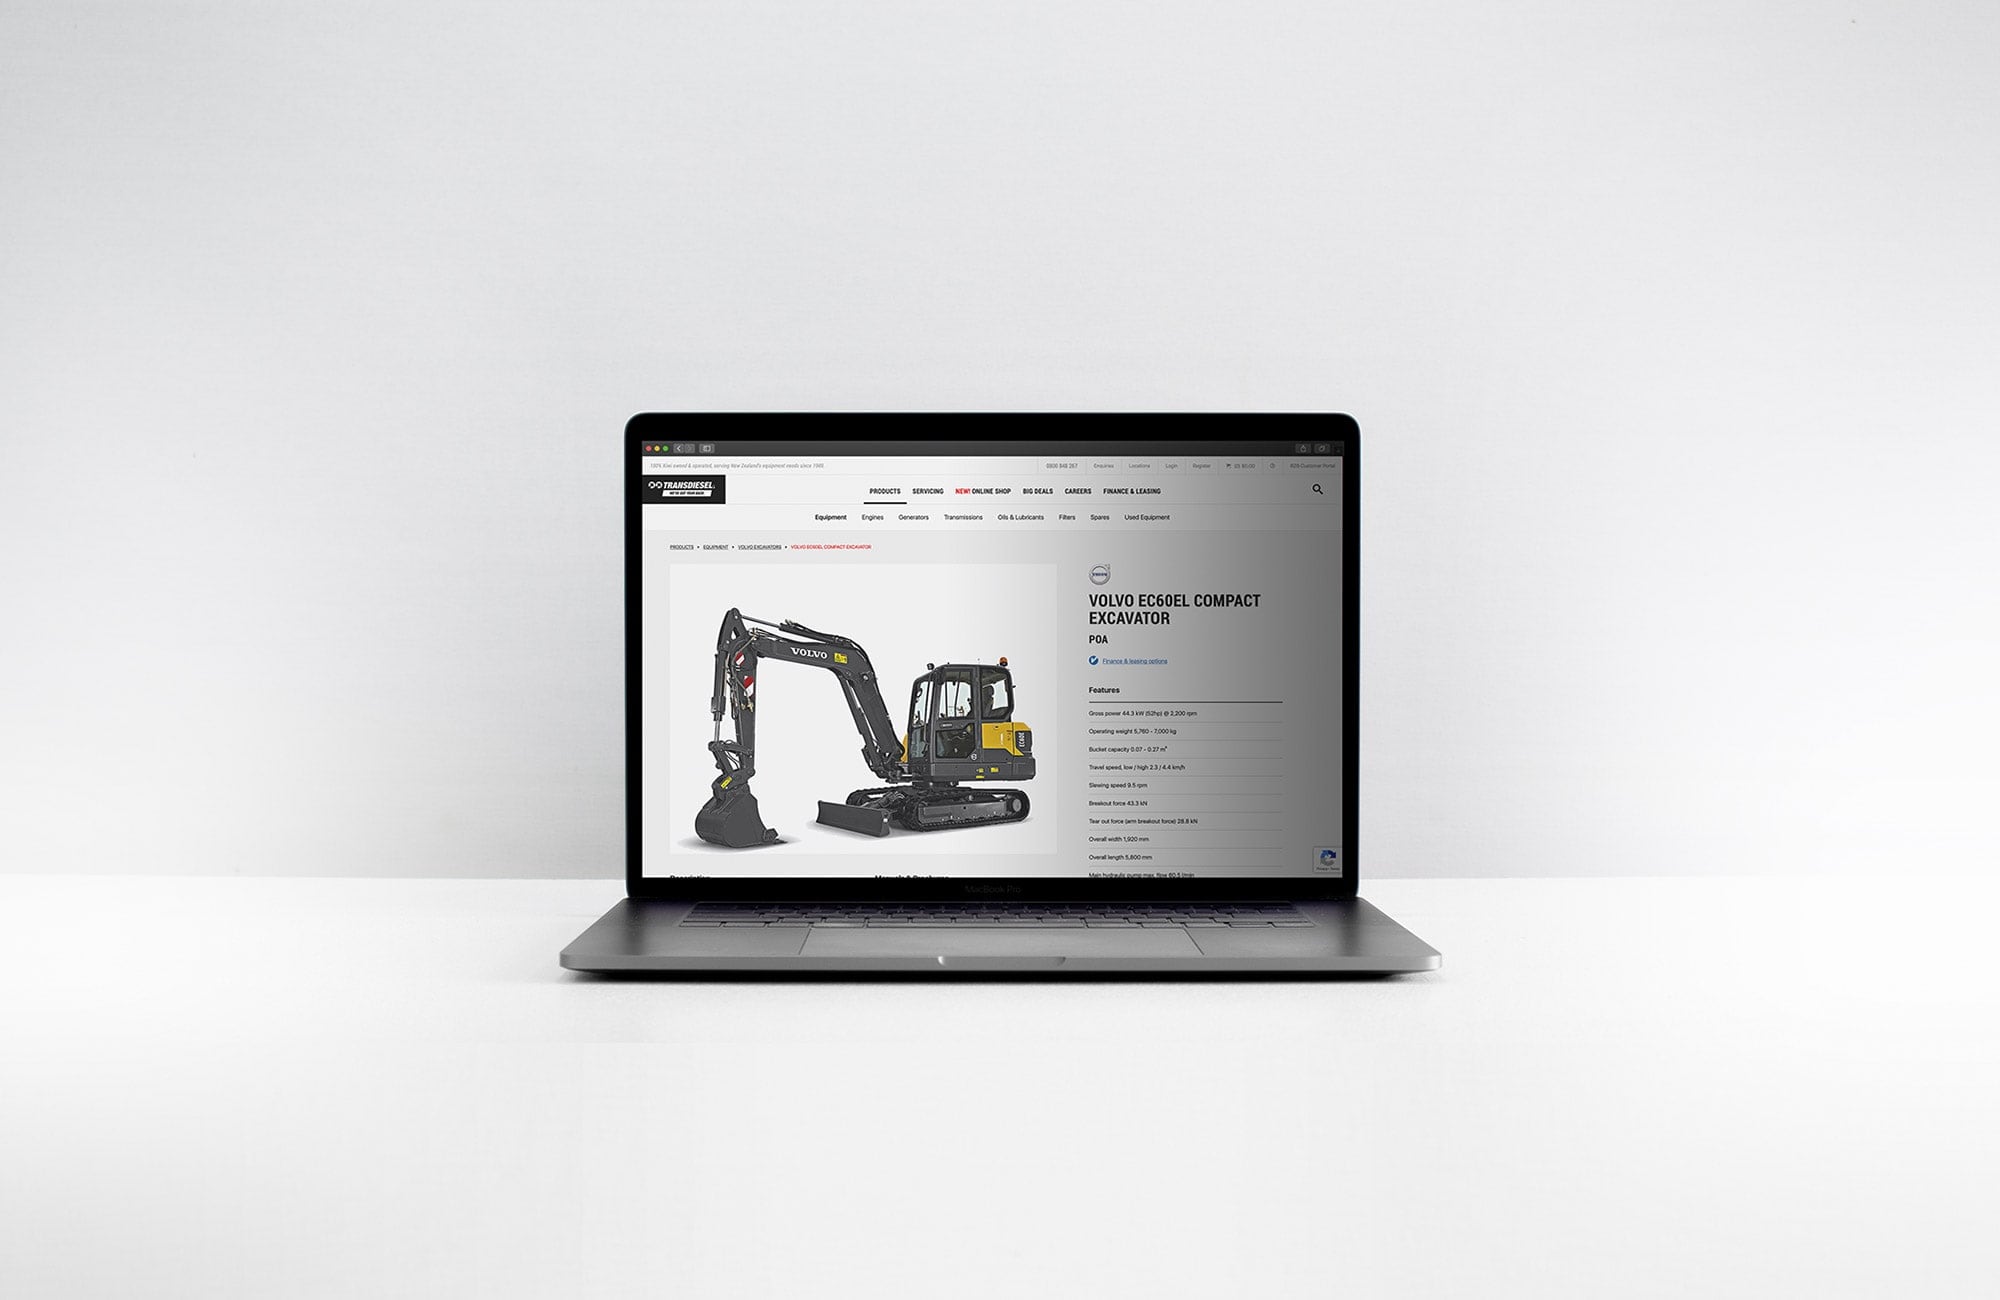 100% Kiwi owned & operated, serving New Zealand's equipment needs since 1980.
0800 848 267 Enquiries Locations Login Register (0) $0.00 B2B Customer Portal
TRANSDIESEL
WE'VE GOT YOUR BACK
PRODUCTS SERVICING NEW! ONLINE SHOP BIG DEALS CAREERS FINANCE & LEASING
Equipment Engines Generators Transmissions Oils & Lubricants Filters Spares Used Equipment
PRODUCTS • EQUIPMENT • VOLVO EXCAVATORS • VOLVO EC60EL COMPACT EXCAVATOR
VOLVO
VOLVO
VOLVO EC60EL COMPACT
EXCAVATOR
POA
Finance & leasing options
Features
Gross power 44.3 kW (52hp) @ 2,200 rpm
Operating weight 5,760 - 7,000 kg
Bucket capacity 0.07 - 0.27 m³
Travel speed, low / high 2.3 / 4.4 km/h
Slewing speed 9.5 rpm
Breakout force 43.3 kN
Tear out force (arm breakout force) 28.8 kN
Overall width 1,920 mm
Overall length 5,800 mm
Main hydraulic pump max. flow 60.5 l/min
Description Manuals & Brochures
Privacy - Terms
MacBook Pro